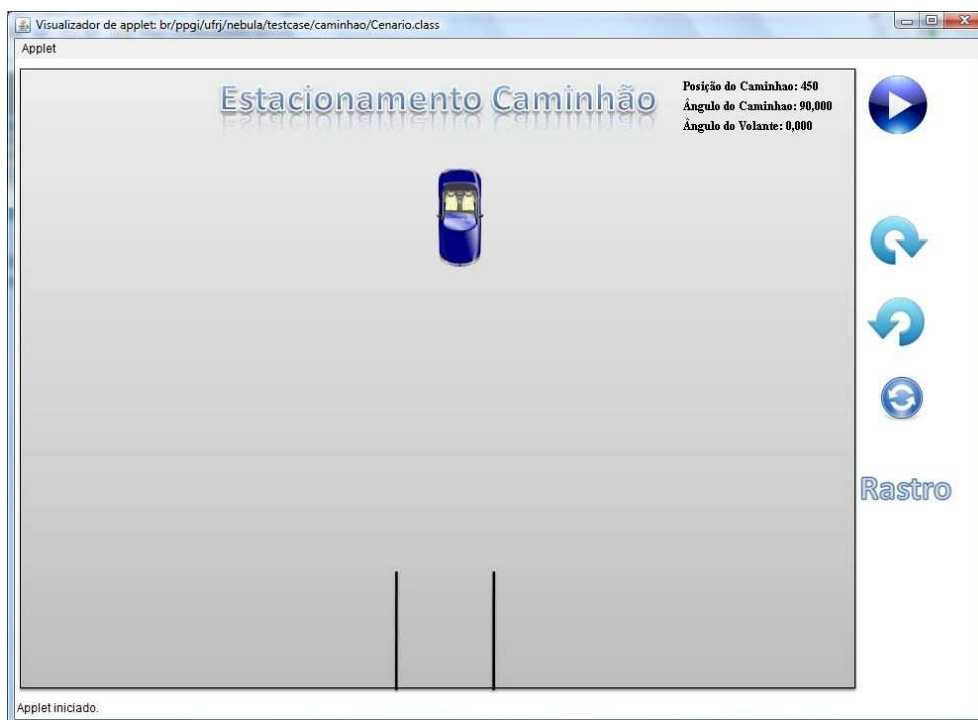 Visualizador de applet: br/ppgi/ufrj/nebula/testcase/caminhao/Cenario.class
Applet
Estacionamento Caminhão
Posição do Caminhao: 450
Ângulo do Caminhao: 90,000
Ângulo do Volante: 0,000
Rastro
Applet iniciado.